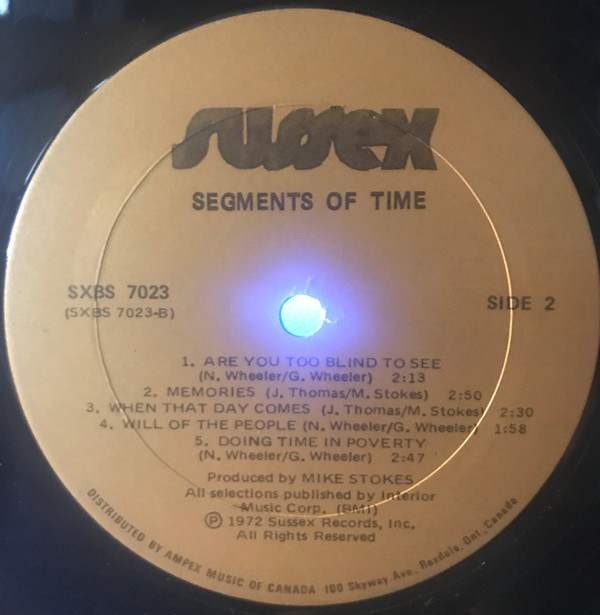 sussex
SEGMENTS OF TIME
SXBS 7023
(SXBS 7023-B)
SIDE 2
1. ARE YOU TOO BLIND TO SEE
(N. Wheeler/G. Wheeler) 2:13
2. MEMORIES (J. Thomas/M. Stokes) 2:50
3. WHEN THAT DAY COMES (J. Thomas/M. Stokes) 2:30
4. WILL OF THE PEOPLE (N. Wheeler/G. Wheeler) 1:58
5. DOING TIME IN POVERTY
(N. Wheeler/G. Wheeler) 2:47
Produced by MIKE STOKES
All selections published by Interior
Music Corp. (BMI)
Ⓟ 1972 Sussex Records, Inc.
All Rights Reserved
DISTRIBUTED BY AMPEX MUSIC OF CANADA 100 Skyway Ave., Rexdale, Ont., Canada